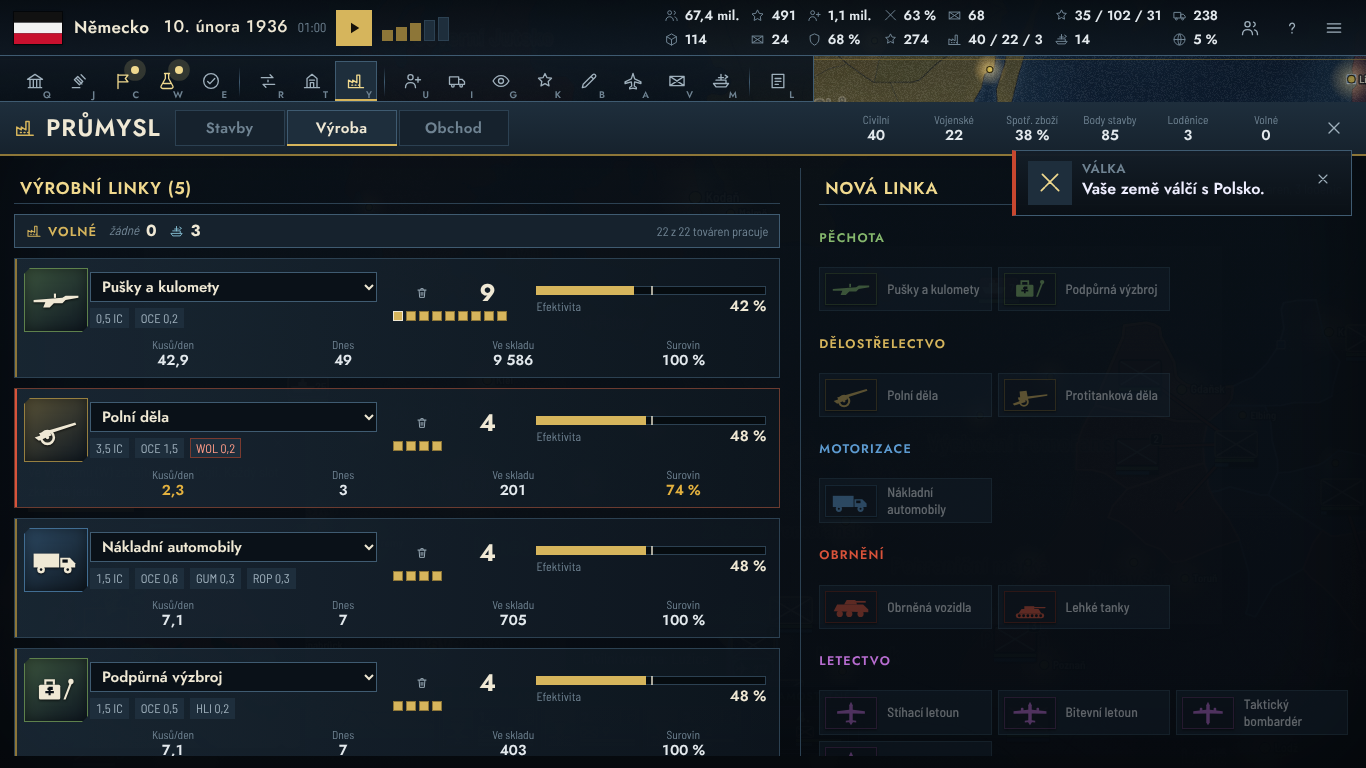 Německo 10. února 1936 01:00
67,4 mil. 491 1,1 mil. 63 % 68 35 / 102 / 31 238
114 24 68 % 274 40 / 22 / 3 14 5 %
?
Q J C W E R T Y U I G K B A V M L
PRŮMYSL
Stavby Výroba Obchod
Civilní Vojenské Spotř. zboží Body stavby Loděnice Volné
40 22 38 % 85 3 0
VÁLKA
Vaše země válčí s Polsko.
VÝROBNÍ LINKY (5)
VOLNÉ žádné 0 3 22 z 22 továren pracuje
Pušky a kulomety
9
Efektivita 42 %
0,5 IC OCE 0,2
Kusů/den Dnes Ve skladu Surovin
42,9 49 9 586 100 %
Polní děla
4
Efektivita 48 %
3,5 IC OCE 1,5 WOL 0,2
Kusů/den Dnes Ve skladu Surovin
2,3 3 201 74 %
Nákladní automobily
4
Efektivita 48 %
1,5 IC OCE 0,6 GUM 0,3 ROP 0,3
Kusů/den Dnes Ve skladu Surovin
7,1 7 705 100 %
Podpůrná výzbroj
4
Efektivita 48 %
1,5 IC OCE 0,5 HLI 0,2
Kusů/den Dnes Ve skladu Surovin
7,1 7 403 100 %
NOVÁ LINKA
PĚCHOTA
Pušky a kulomety Podpůrná výzbroj
DĚLOSTŘELECTVO
Polní děla Protitanková děla
MOTORIZACE
Nákladní
automobily
OBRNĚNÍ
Obrněná vozidla Lehké tanky
LETECTVO
Stíhací letoun Bitevní letoun Taktický
bombardér